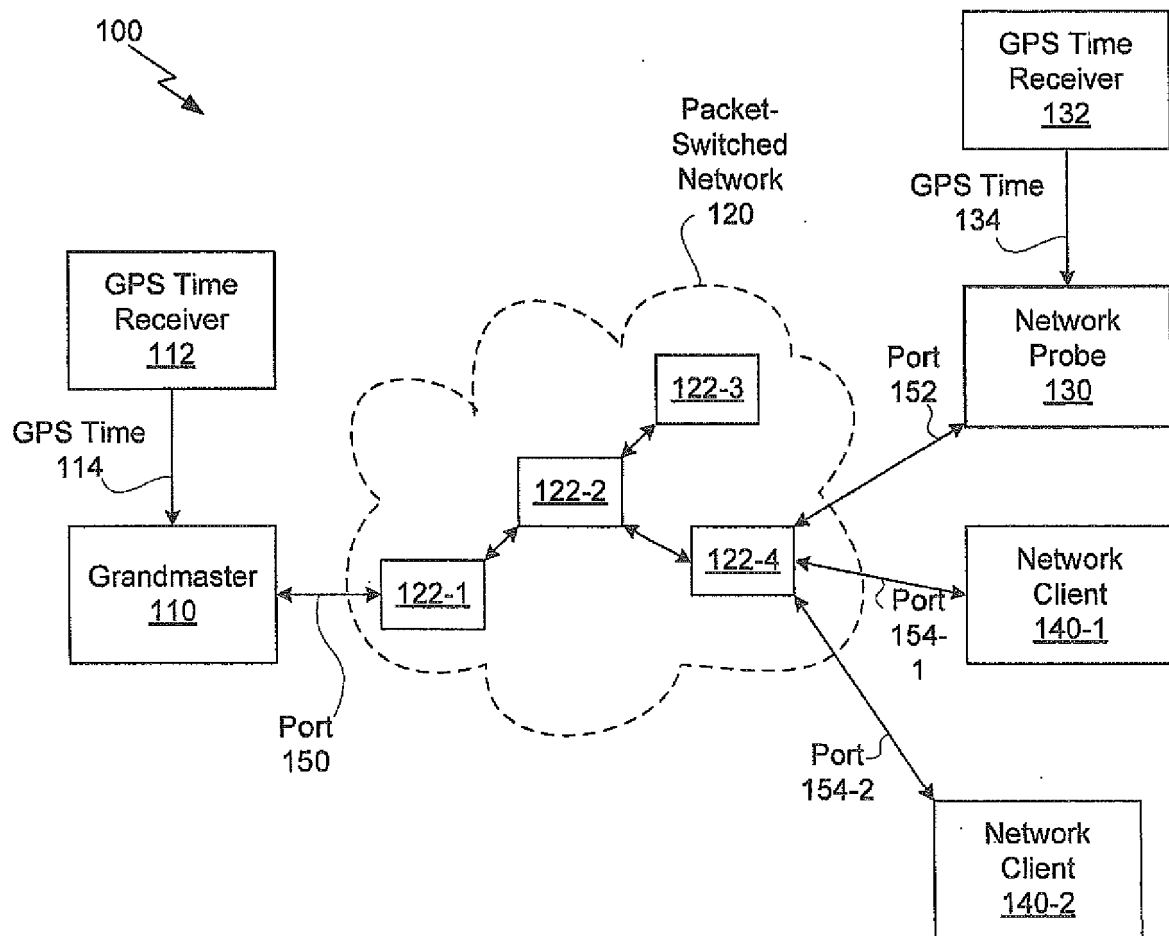 100
GPS Time
Receiver
132
Packet-
Switched
Network
120
GPS Time
134
GPS Time
Receiver
112
Network
Probe
130
Port
152
122-3
GPS Time
114
122-2
Grandmaster
110
122-1
122-4
Port
154-
1
Network
Client
140-1
Port
150
Port
154-2
Network
Client
140-2